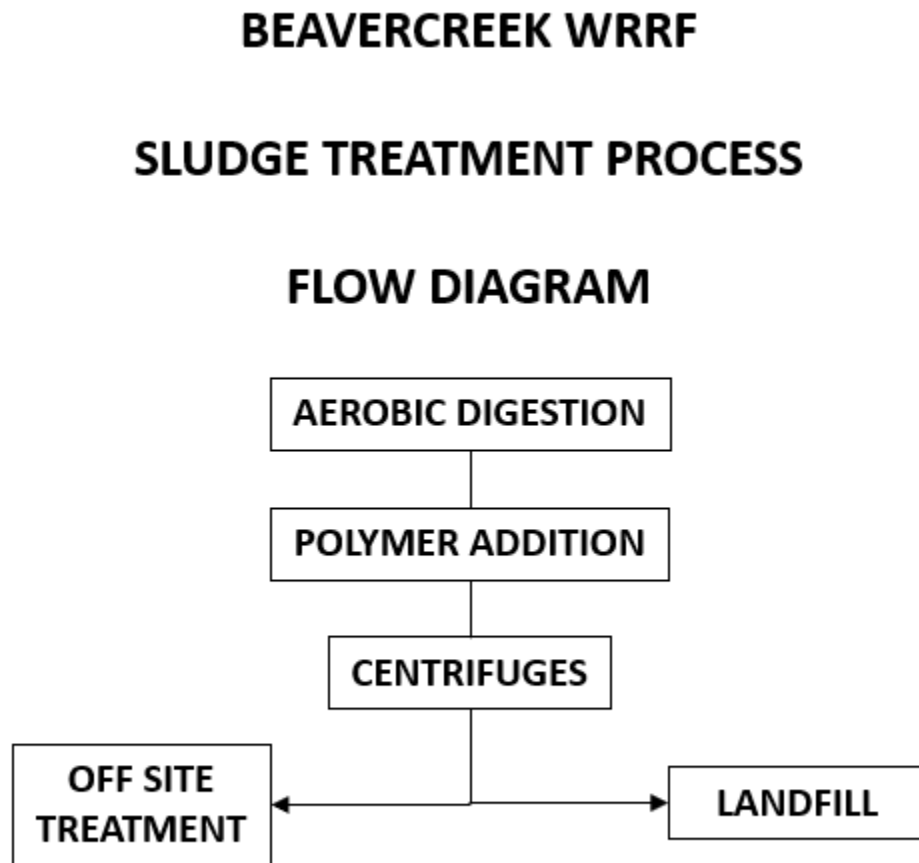 BEAVERCREEK WRRF
SLUDGE TREATMENT PROCESS
FLOW DIAGRAM
AEROBIC DIGESTION
POLYMER ADDITION
CENTRIFUGES
OFF SITE
TREATMENT
LANDFILL